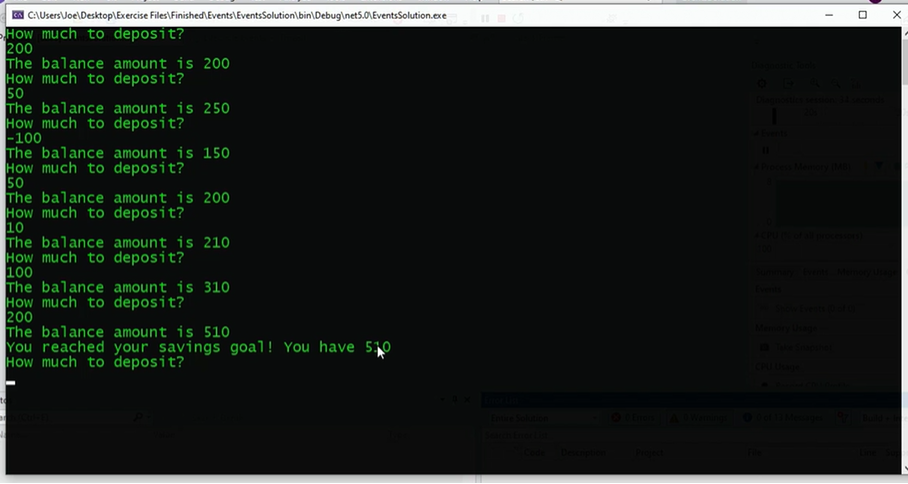 C:\Users\Joe\Desktop\Exercise Files\Finished\Events\EventsSolution\bin\Debug\net5.0\EventsSolution.exe
How much to deposit?
200
The balance amount is 200
How much to deposit?
50
The balance amount is 250
How much to deposit?
-100
The balance amount is 150
How much to deposit?
50
The balance amount is 200
How much to deposit?
10
The balance amount is 210
How much to deposit?
100
The balance amount is 310
How much to deposit?
200
The balance amount is 510
You reached your savings goal! You have 510
How much to deposit?